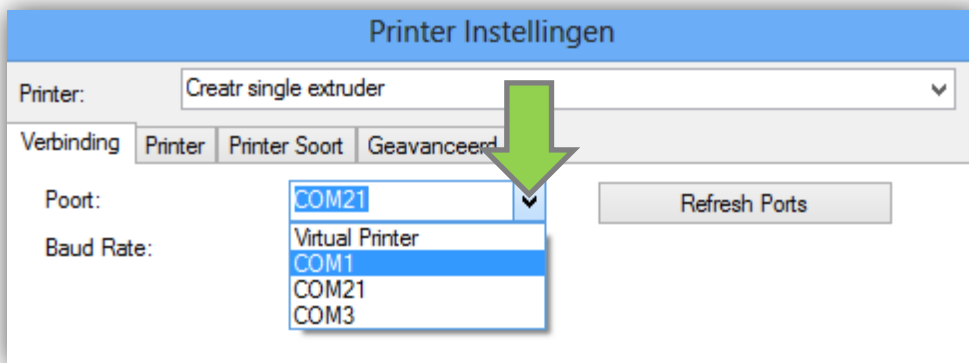 Printer Instellingen
Printer: Creatr single extruder
Verbinding Printer Printer Soort Geavanceerd
Poort: COM21 Refresh Ports
Baud Rate: Virtual Printer
COM1
COM21
COM3